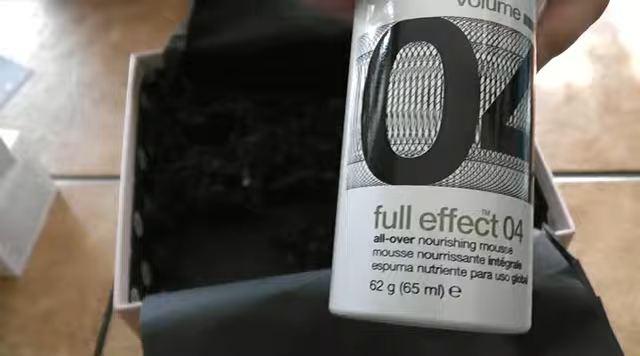 volume
04
full effect™ 04
all-over nourishing mousse
mousse nourrissante intégrale
espuma nutriente para uso global
62 g (65 ml) ℮